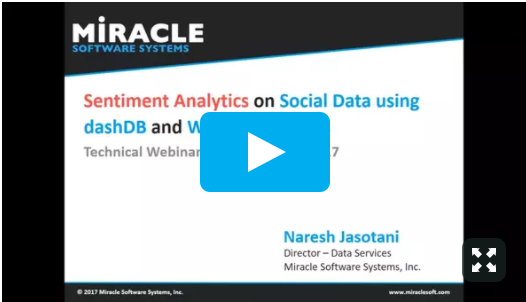 MiRACLE
SOFTWARE SYSTEMS
Sentiment Analytics on Social Data using
dashDB and
Technical Webinar
Naresh Jasotani
Director – Data Services
Miracle Software Systems, Inc.
© 2017 Miracle Software Systems, Inc.
www.miraclesoft.com